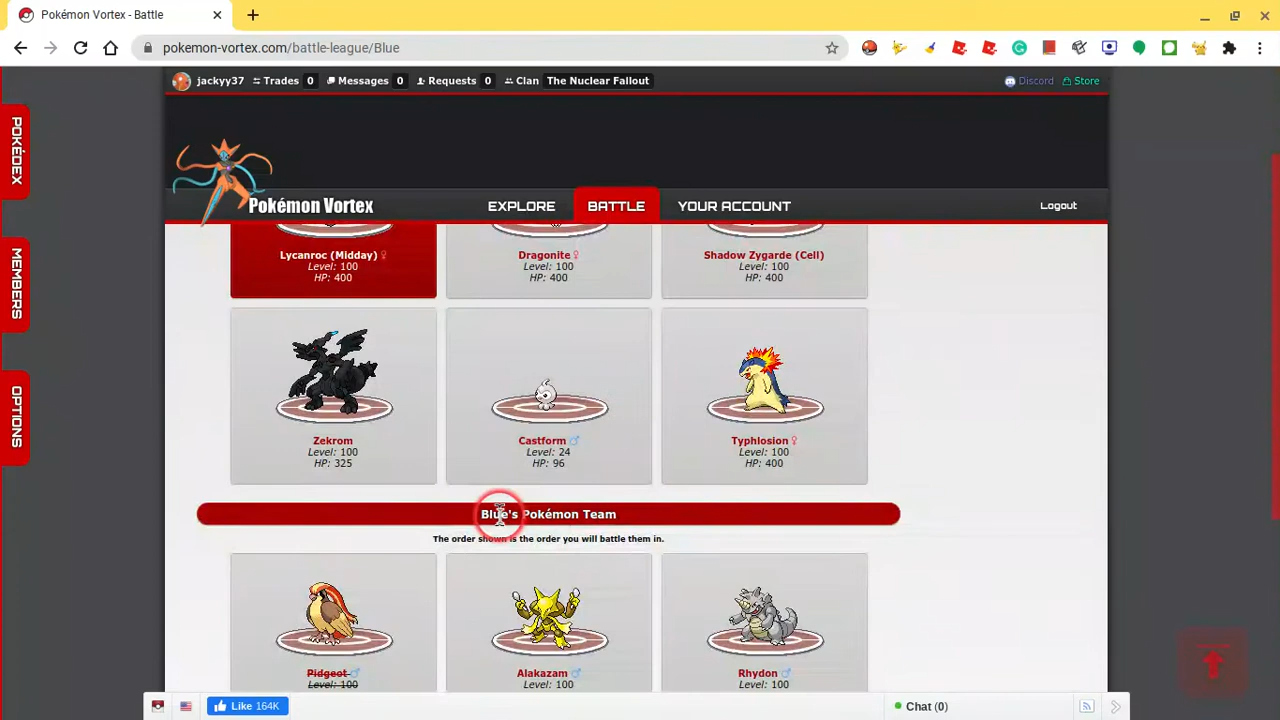 Pokémon Vortex - Battle
pokemon-vortex.com/battle-league/Blue
jackyy37 Trades 0 Messages 0 Requests 0 Clan The Nuclear Fallout Discord Store
POKÉDEX
MEMBERS
OPTIONS
Pokémon Vortex EXPLORE BATTLE YOUR ACCOUNT Logout
Lycanroc (Midday) ♀ Dragonite ♀ Shadow Zygarde (Cell)
Level: 100 Level: 100 Level: 100
HP: 400 HP: 400 HP: 400
Zekrom Castform ♂ Typhlosion ♀
Level: 100 Level: 24 Level: 100
HP: 325 HP: 96 HP: 400
Blue's Pokémon Team
The order shown is the order you will battle them in.
Pidgeot ♂ Alakazam ♂ Rhydon ♂
Level: 100 Level: 100 Level: 100
Like 164K Chat (0)